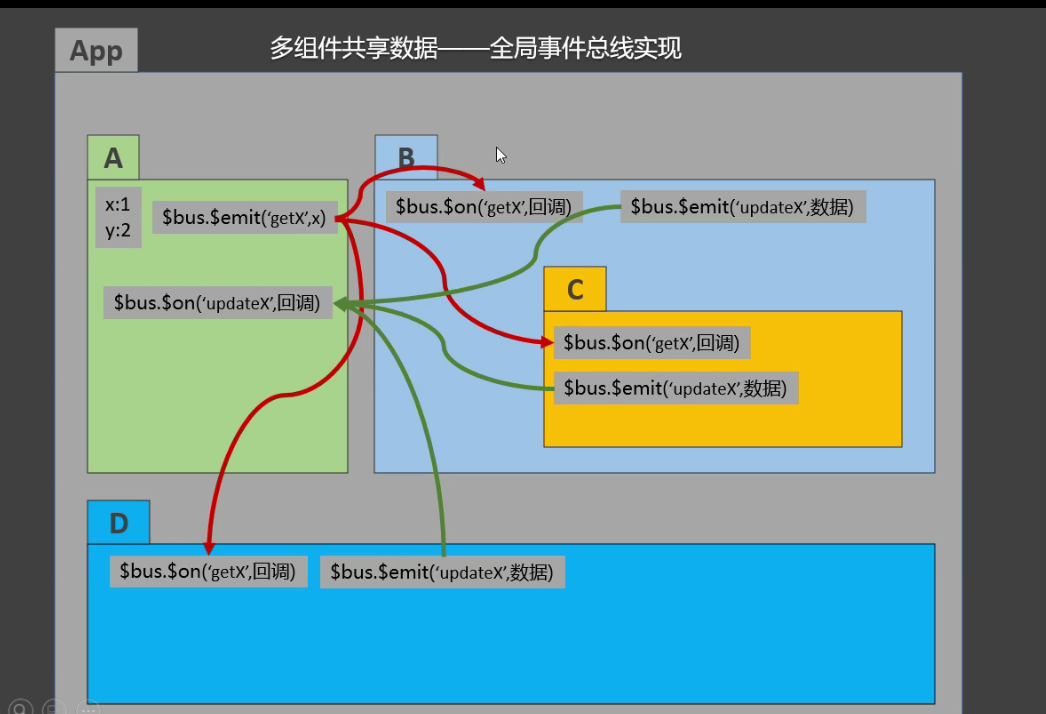 App
多组件共享数据——全局事件总线实现
A
B
x:1
y:2
$bus.$emit(‘getX’,x)
$bus.$on(‘getX’,回调)
$bus.$emit(‘updateX’,数据)
$bus.$on(‘updateX’,回调)
C
$bus.$on(‘getX’,回调)
$bus.$emit(‘updateX’,数据)
D
$bus.$on(‘getX’,回调)
$bus.$emit(‘updateX’,数据)